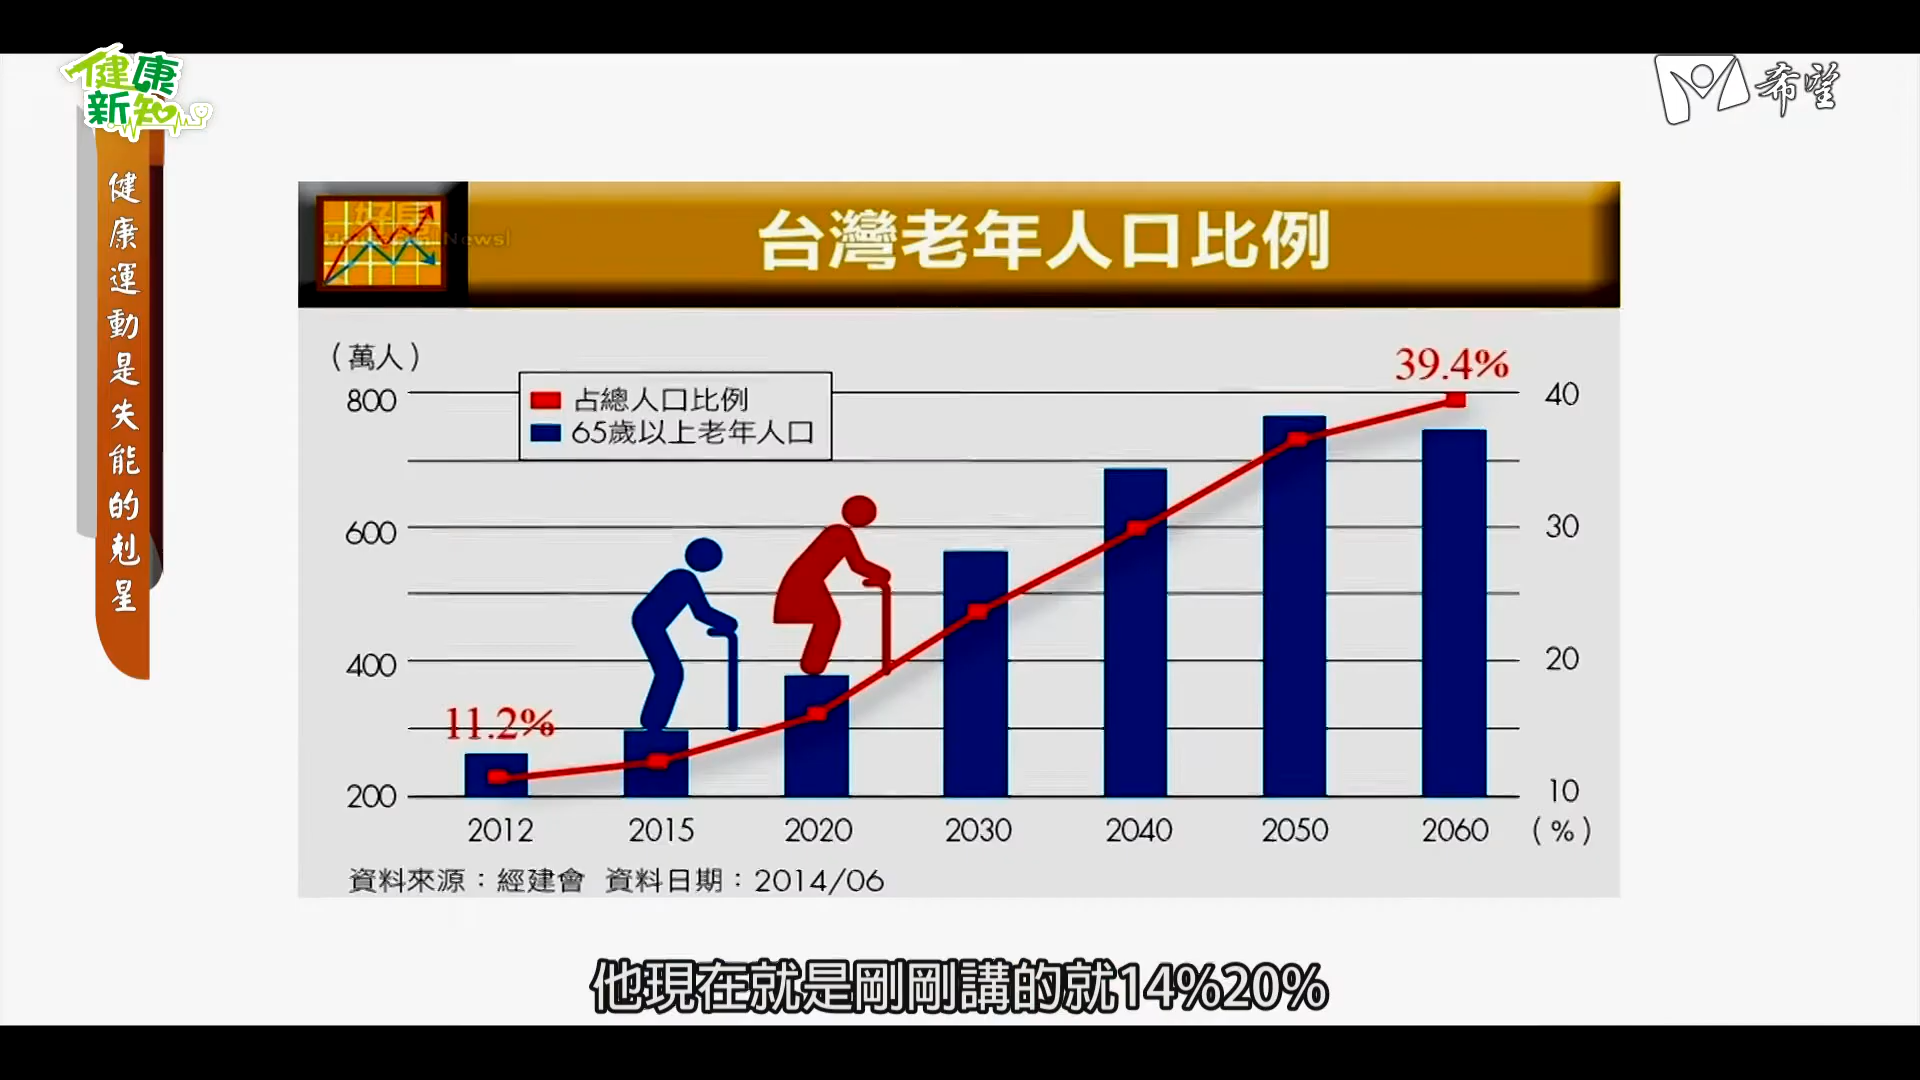 健康
新知
希望
健康運動是失能的剋星
台灣老年人口比例
(萬人)
占總人口比例
65歲以上老年人口
800
600
400
200
40
30
20
10
11.2%
39.4%
2012 2015 2020 2030 2040 2050 2060 (%)
資料來源：經建會 資料日期：2014/06
他現在就是剛剛講的就14%20%